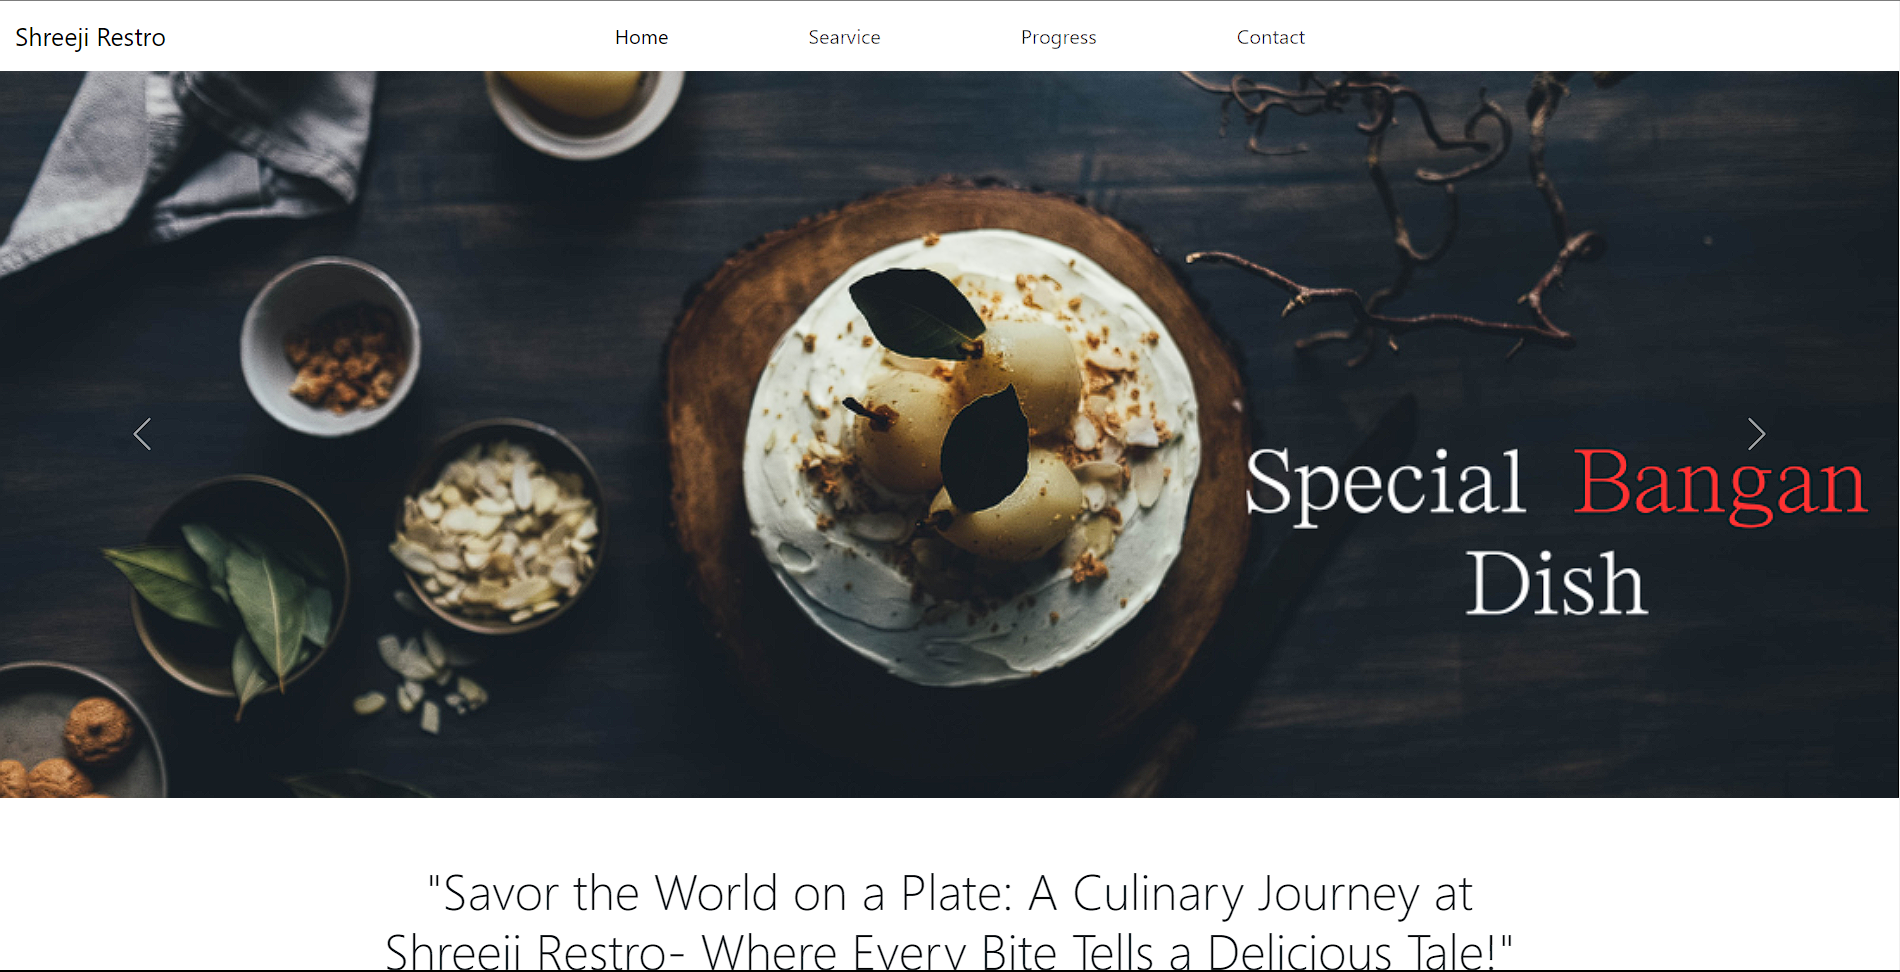 Shreeji Restro
Home
Searvice
Progress
Contact
Special Bangan
Dish
"Savor the World on a Plate: A Culinary Journey at
Shreeji Restro- Where Every Bite Tells a Delicious Tale!"